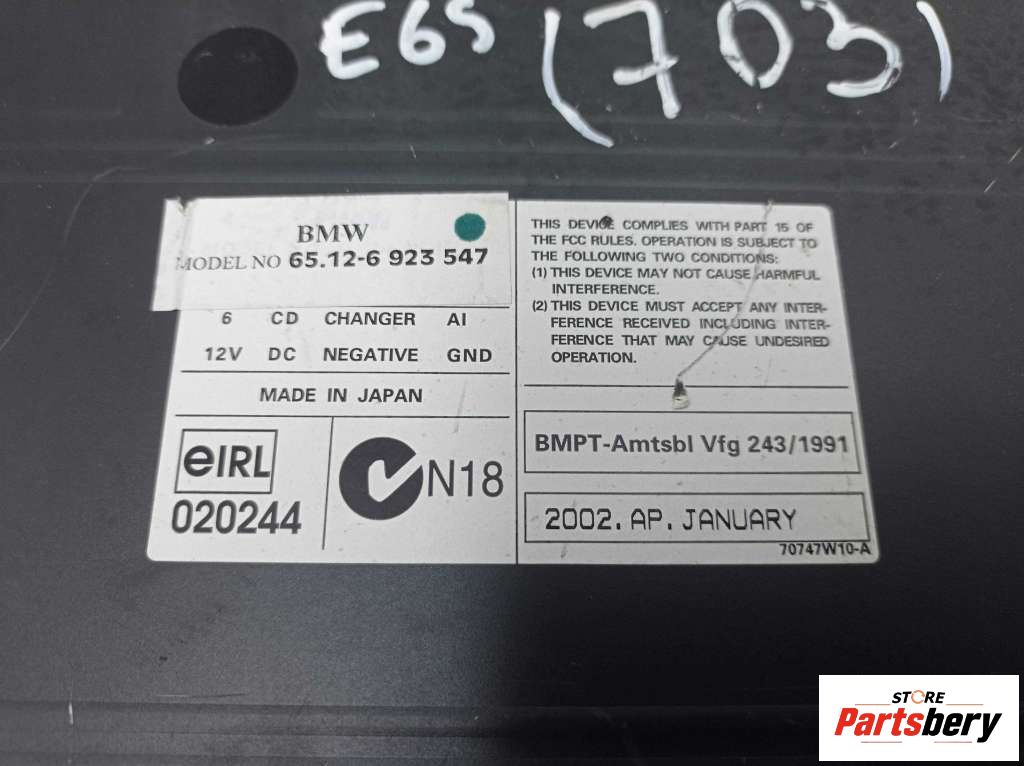 E65 (703)
BMW
MODEL NO 65.12-6 923 547
6 CD CHANGER AI
12V DC NEGATIVE GND
MADE IN JAPAN
eIRL
020244
N18
THIS DEVICE COMPLIES WITH PART 15 OF
THE FCC RULES. OPERATION IS SUBJECT TO
THE FOLLOWING TWO CONDITIONS:
(1) THIS DEVICE MAY NOT CAUSE HARMFUL
INTERFERENCE.
(2) THIS DEVICE MUST ACCEPT ANY INTER-
FERENCE RECEIVED INCLUDING INTER-
FERENCE THAT MAY CAUSE UNDESIRED
OPERATION.
BMPT-Amtsbl Vfg 243/1991
2002. AP. JANUARY
70747W10-A
STORE
Partsbery